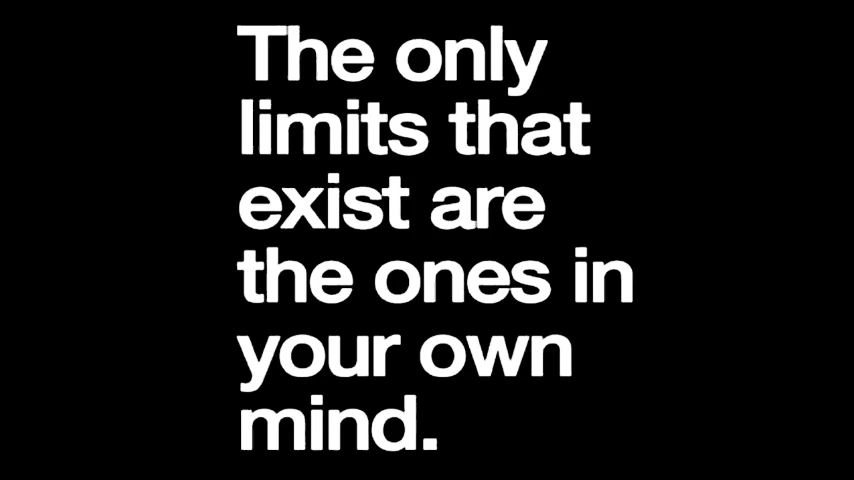 The only
limits that
exist are
the ones in
your own
mind.